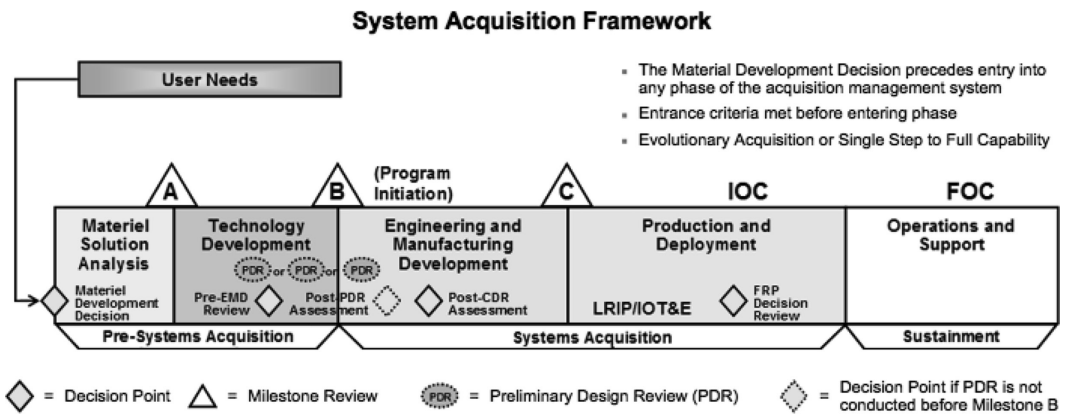 System Acquisition Framework
User Needs
▪ The Material Development Decision precedes entry into
any phase of the acquisition management system
▪ Entrance criteria met before entering phase
▪ Evolutionary Acquisition or Single Step to Full Capability
A
B
(Program
Initiation)
C
IOC
FOC
Materiel
Solution
Analysis
Technology
Development
Engineering and
Manufacturing
Development
Production and
Deployment
Operations and
Support
PDR or PDR or PDR
Materiel
Development
Decision
Pre-EMD
Review
Post-PDR
Assessment
Post-CDR
Assessment
LRIP/IOT&E
FRP
Decision
Review
Pre-Systems Acquisition
Systems Acquisition
Sustainment
= Decision Point
= Milestone Review
PDR = Preliminary Design Review (PDR)
= Decision Point if PDR is not
conducted before Milestone B